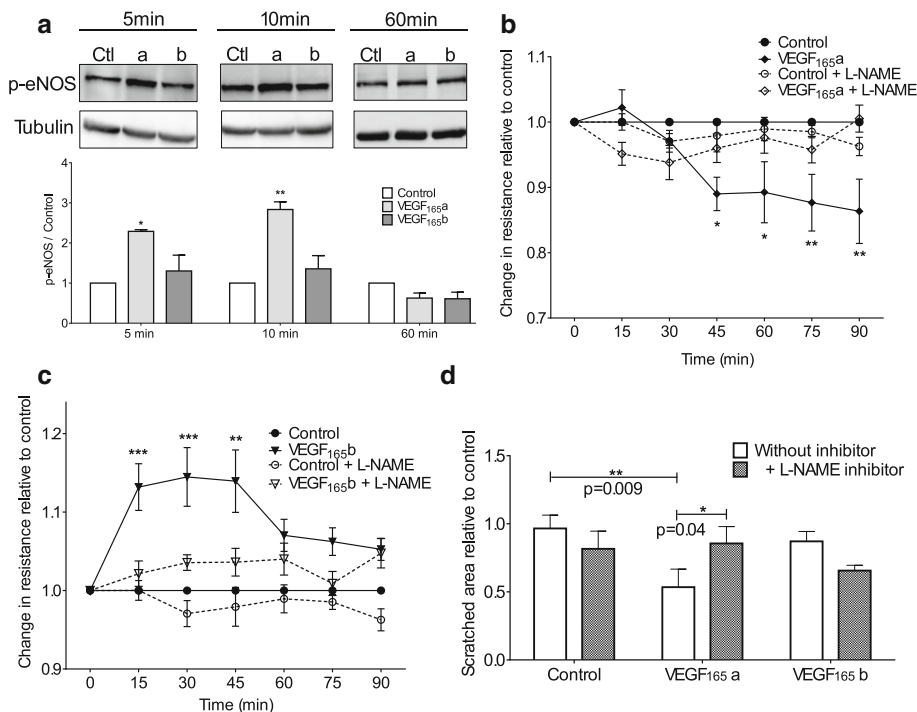 a
5min 10min 60min
Ctl a b Ctl a b Ctl a b
p-eNOS
Tubulin
p-eNOS / Control
4
3
2
1
0
* **
Control
VEGF165a
VEGF165b
5 min 10 min 60 min
b
Change in resistance relative to control
1.1
1.0
0.9
0.8
0.7
Control
VEGF165a
Control + L-NAME
VEGF165a + L-NAME
* * ** **
0 15 30 45 60 75 90
Time (min)
c
Change in resistance relative to control
1.2
1.1
1.0
0.9
*** *** **
Control
VEGF165b
Control + L-NAME
VEGF165b + L-NAME
0 15 30 45 60 75 90
Time (min)
d
Scratched area relative to control
1.5
1.0
0.5
0.0
Without inhibitor
+ L-NAME inhibitor
**
p=0.009
*
p=0.04
Control VEGF165 a VEGF165 b